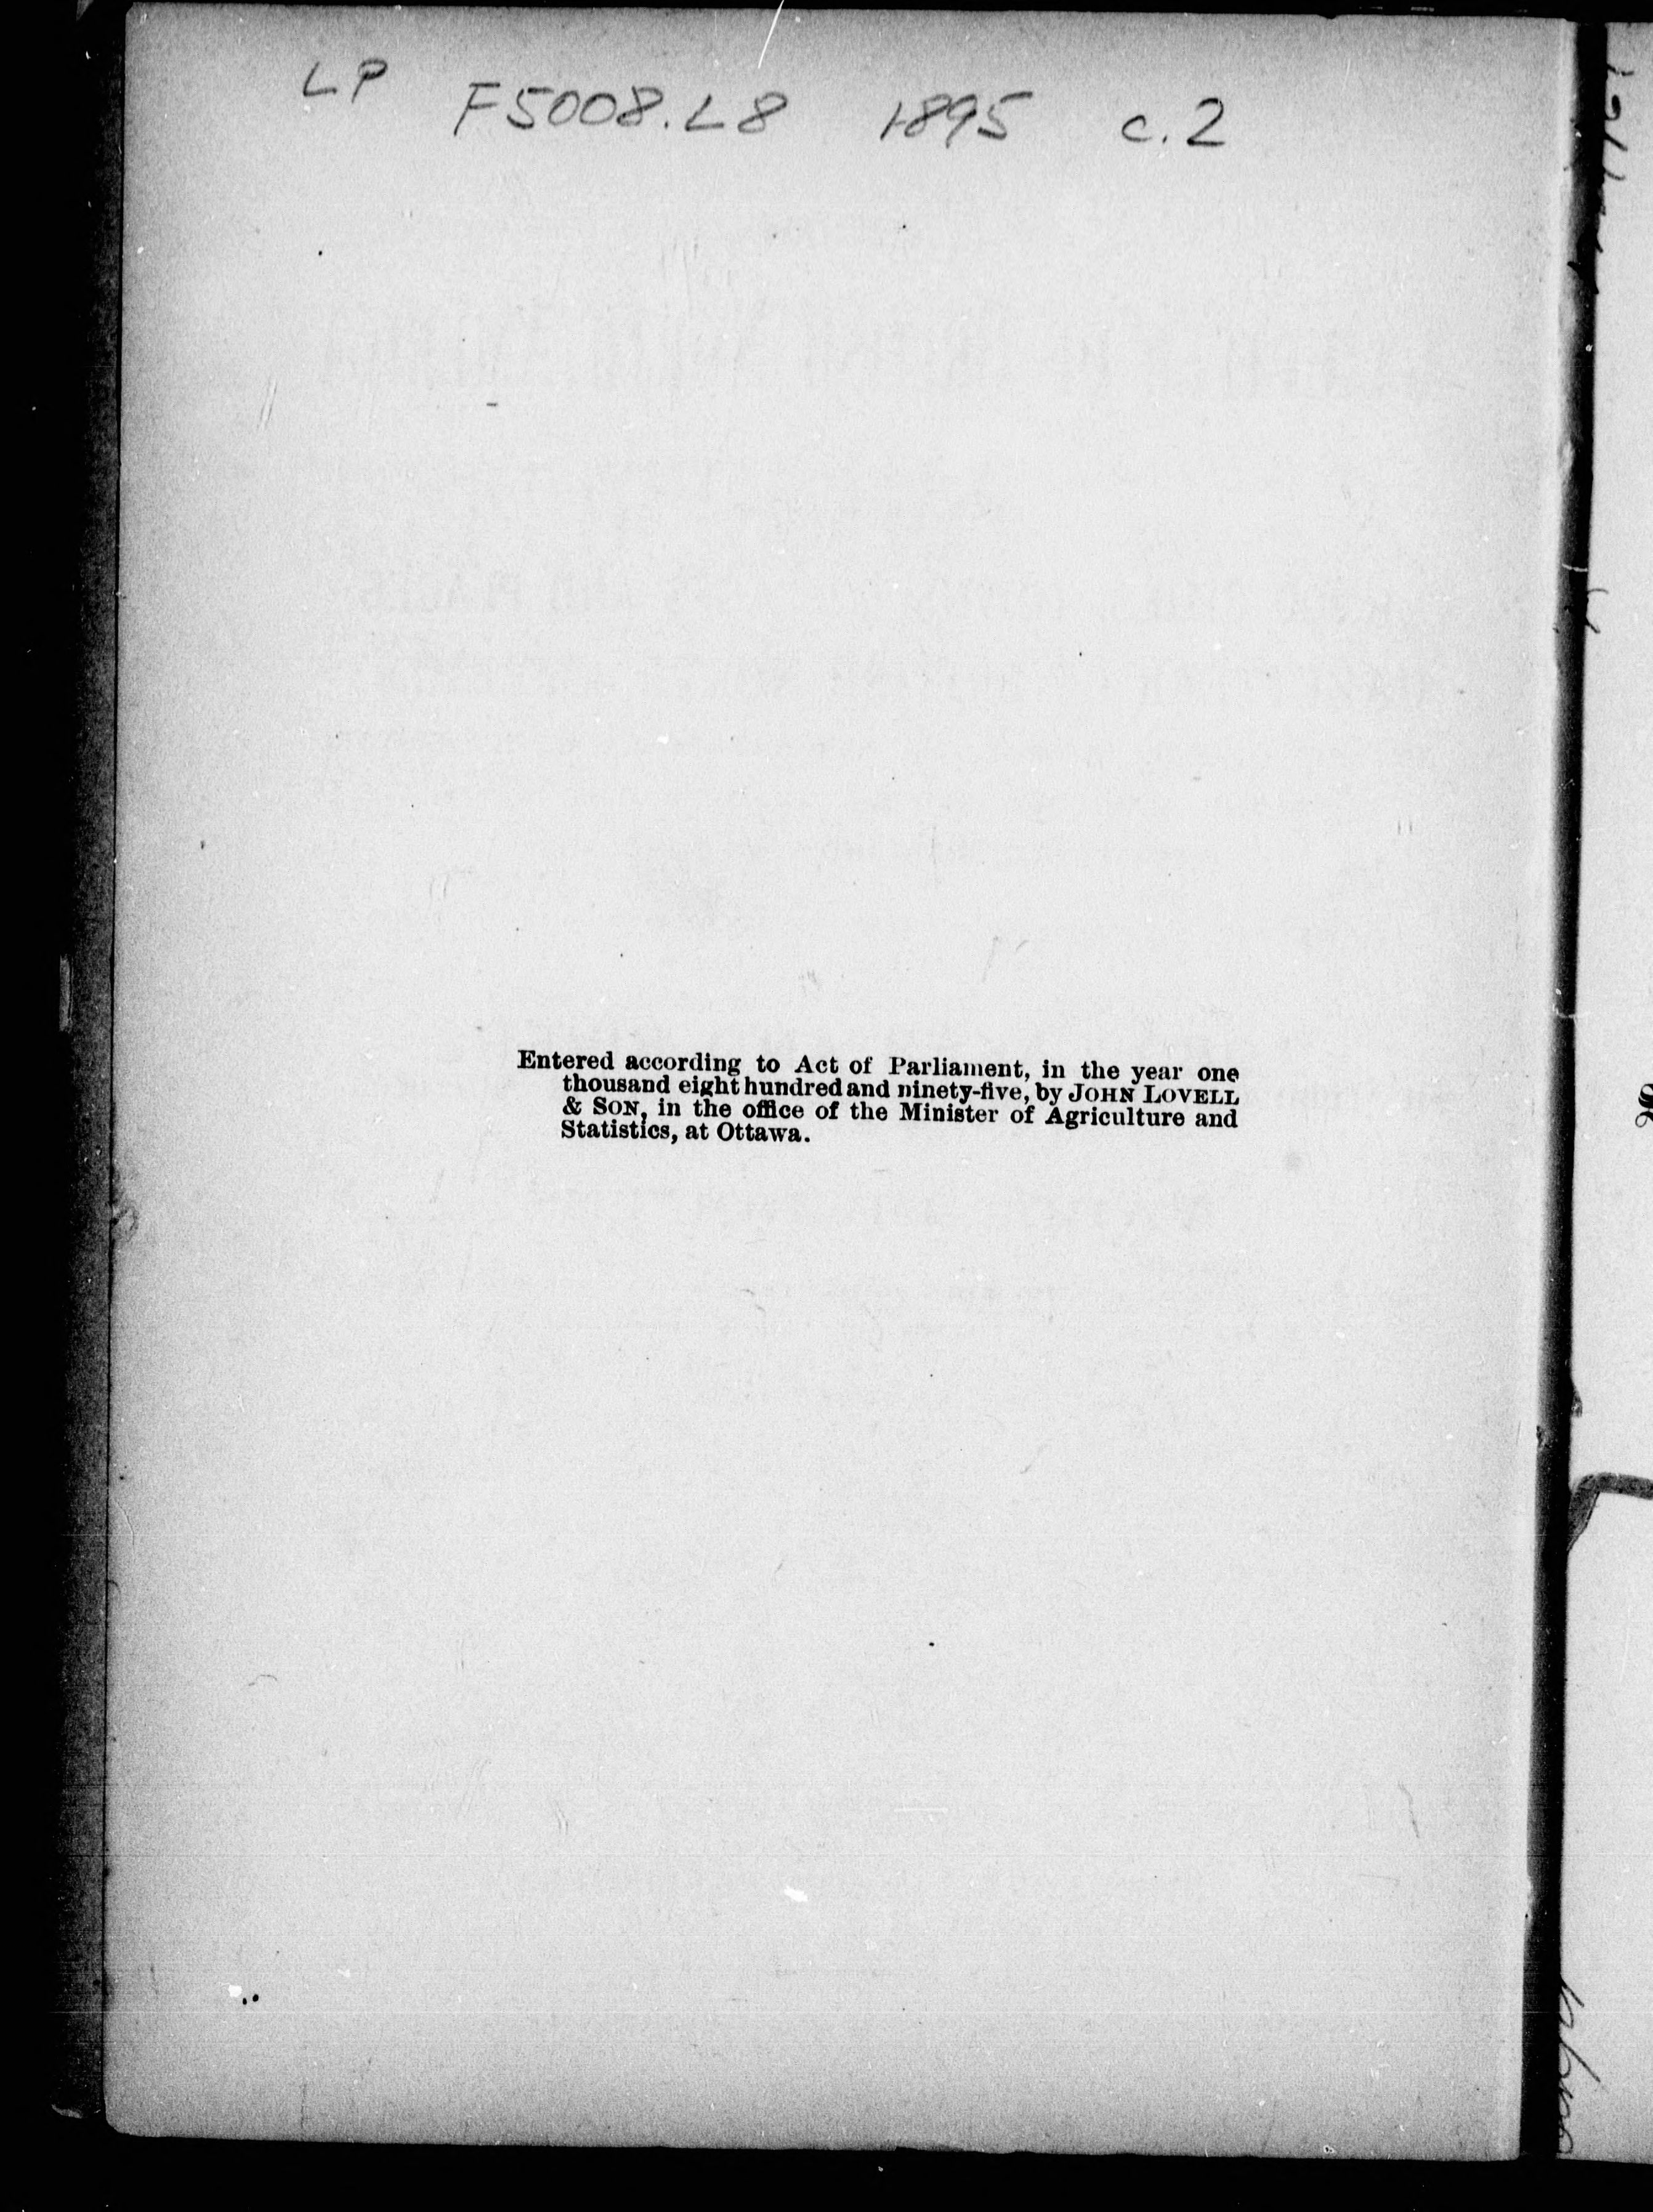 LP F5008.L8 1895 c.2
Entered according to Act of Parliament, in the year one
thousand eight hundred and ninety-five, by JOHN LOVELL
& SON, in the office of the Minister of Agriculture and
Statistics, at Ottawa.